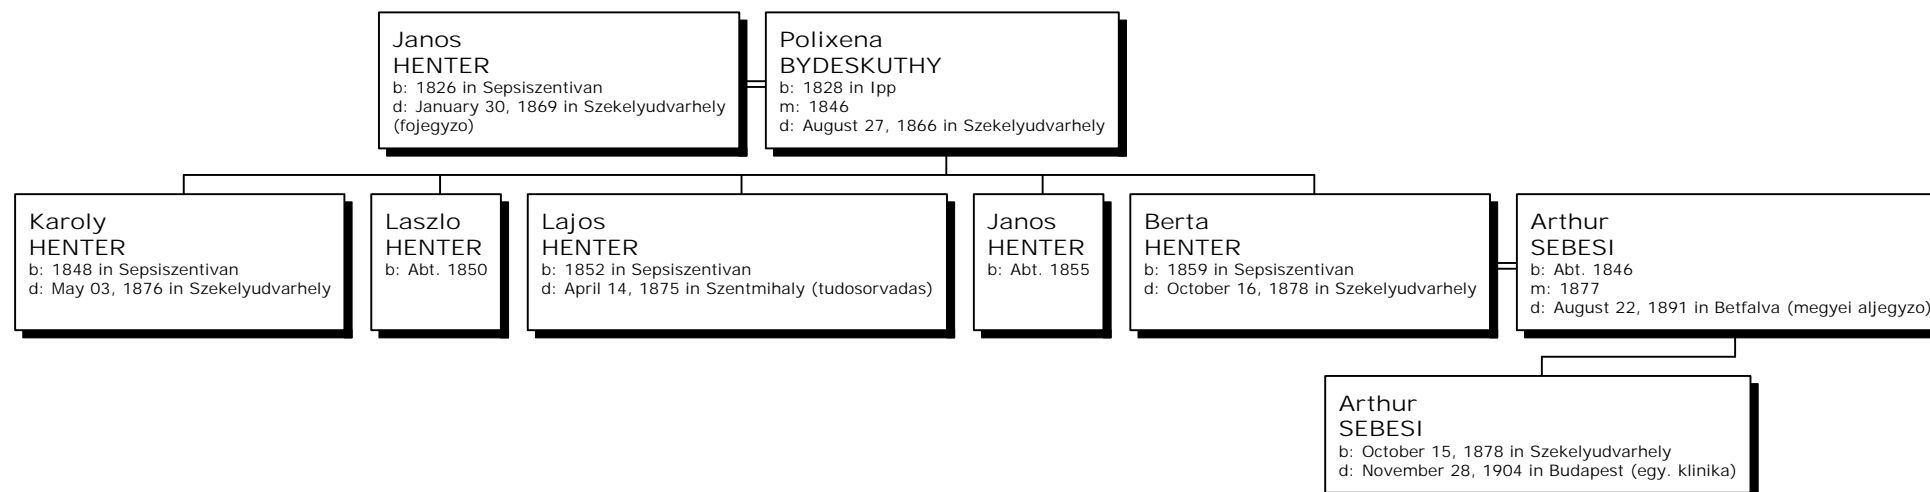 Janos
HENTER
b: 1826 in Sepsiszentivan
d: January 30, 1869 in Szekelyudvarhely
(fojegyzo)
Polixena
BYDESKUTHY
b: 1828 in Ipp
m: 1846
d: August 27, 1866 in Szekelyudvarhely
Karoly
HENTER
b: 1848 in Sepsiszentivan
d: May 03, 1876 in Szekelyudvarhely
Laszlo
HENTER
b: Abt. 1850
Lajos
HENTER
b: 1852 in Sepsiszentivan
d: April 14, 1875 in Szentmihaly (tudosorvadas)
Janos
HENTER
b: Abt. 1855
Berta
HENTER
b: 1859 in Sepsiszentivan
d: October 16, 1878 in Szekelyudvarhely
Arthur
SEBESI
b: Abt. 1846
m: 1877
d: August 22, 1891 in Betfalva (megyei aljegyzo)
Arthur
SEBESI
b: October 15, 1878 in Szekelyudvarhely
d: November 28, 1904 in Budapest (egy. klinika)